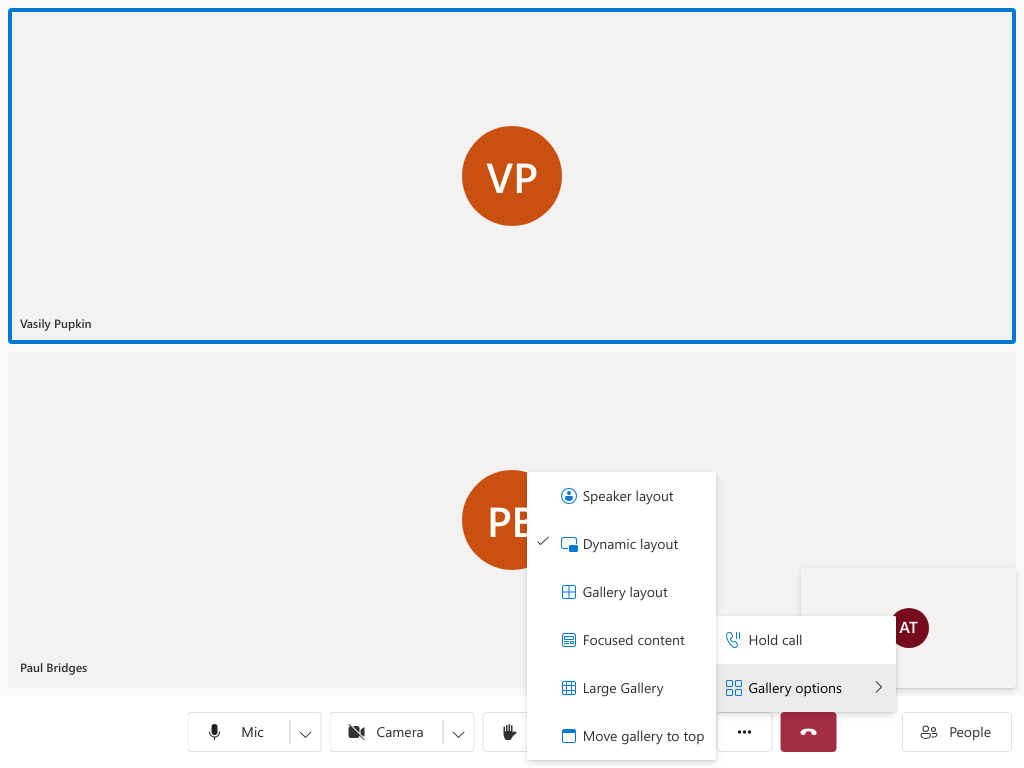 VP
Vasily Pupkin
PB
Speaker layout
Dynamic layout
Gallery layout
Focused content
Large Gallery
Move gallery to top
AT
Hold call
Gallery options
Paul Bridges
Mic
Camera
People